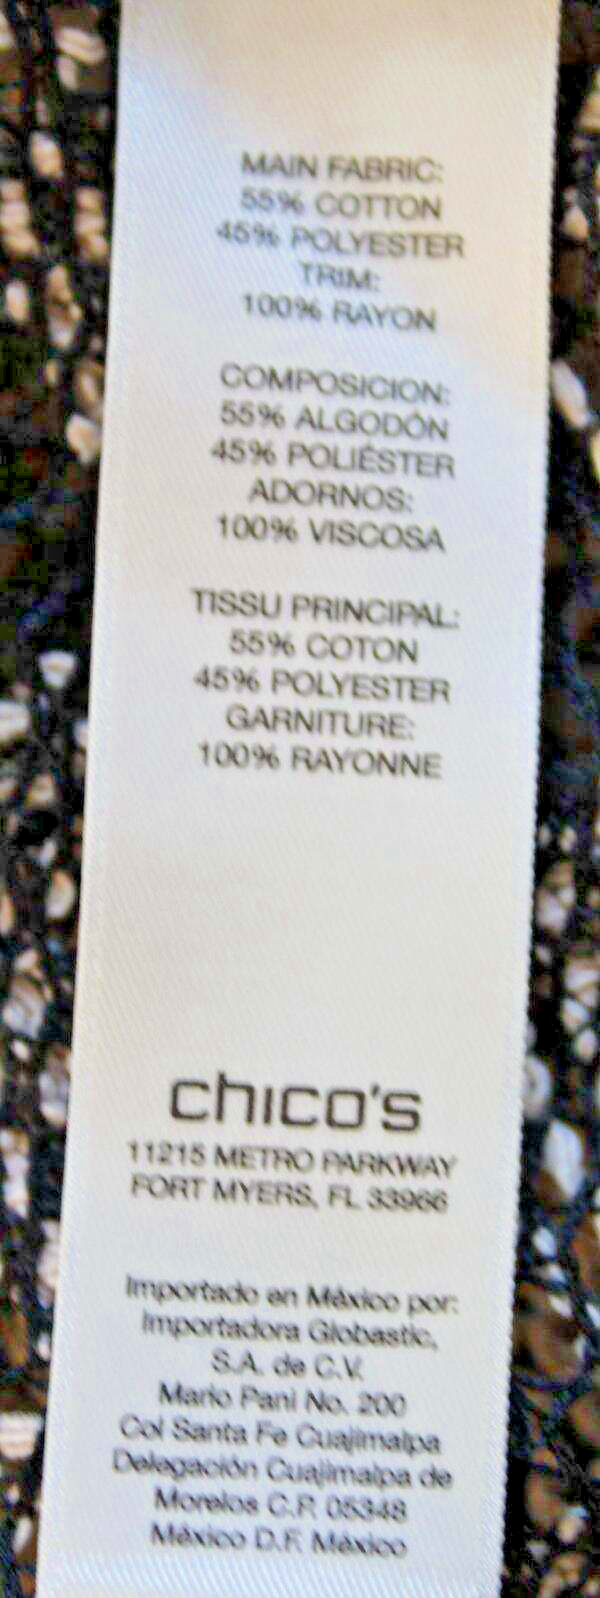 MAIN FABRIC:
55% COTTON
45% POLYESTER
TRIM:
100% RAYON
COMPOSICION:
55% ALGODÓN
45% POLIÉSTER
ADORNOS:
100% VISCOSA
TISSU PRINCIPAL:
55% COTON
45% POLYESTER
GARNITURE:
100% RAYONNE
chico's
11215 METRO PARKWAY
FORT MYERS, FL 33966
Importado en México por:
Importadora Globastic,
S.A. de C.V.
Mario Pani No. 200
Col Santa Fe Cuajimalpa
Delegación Cuajimalpa de
Morelos C.P. 05348
México D.F. México